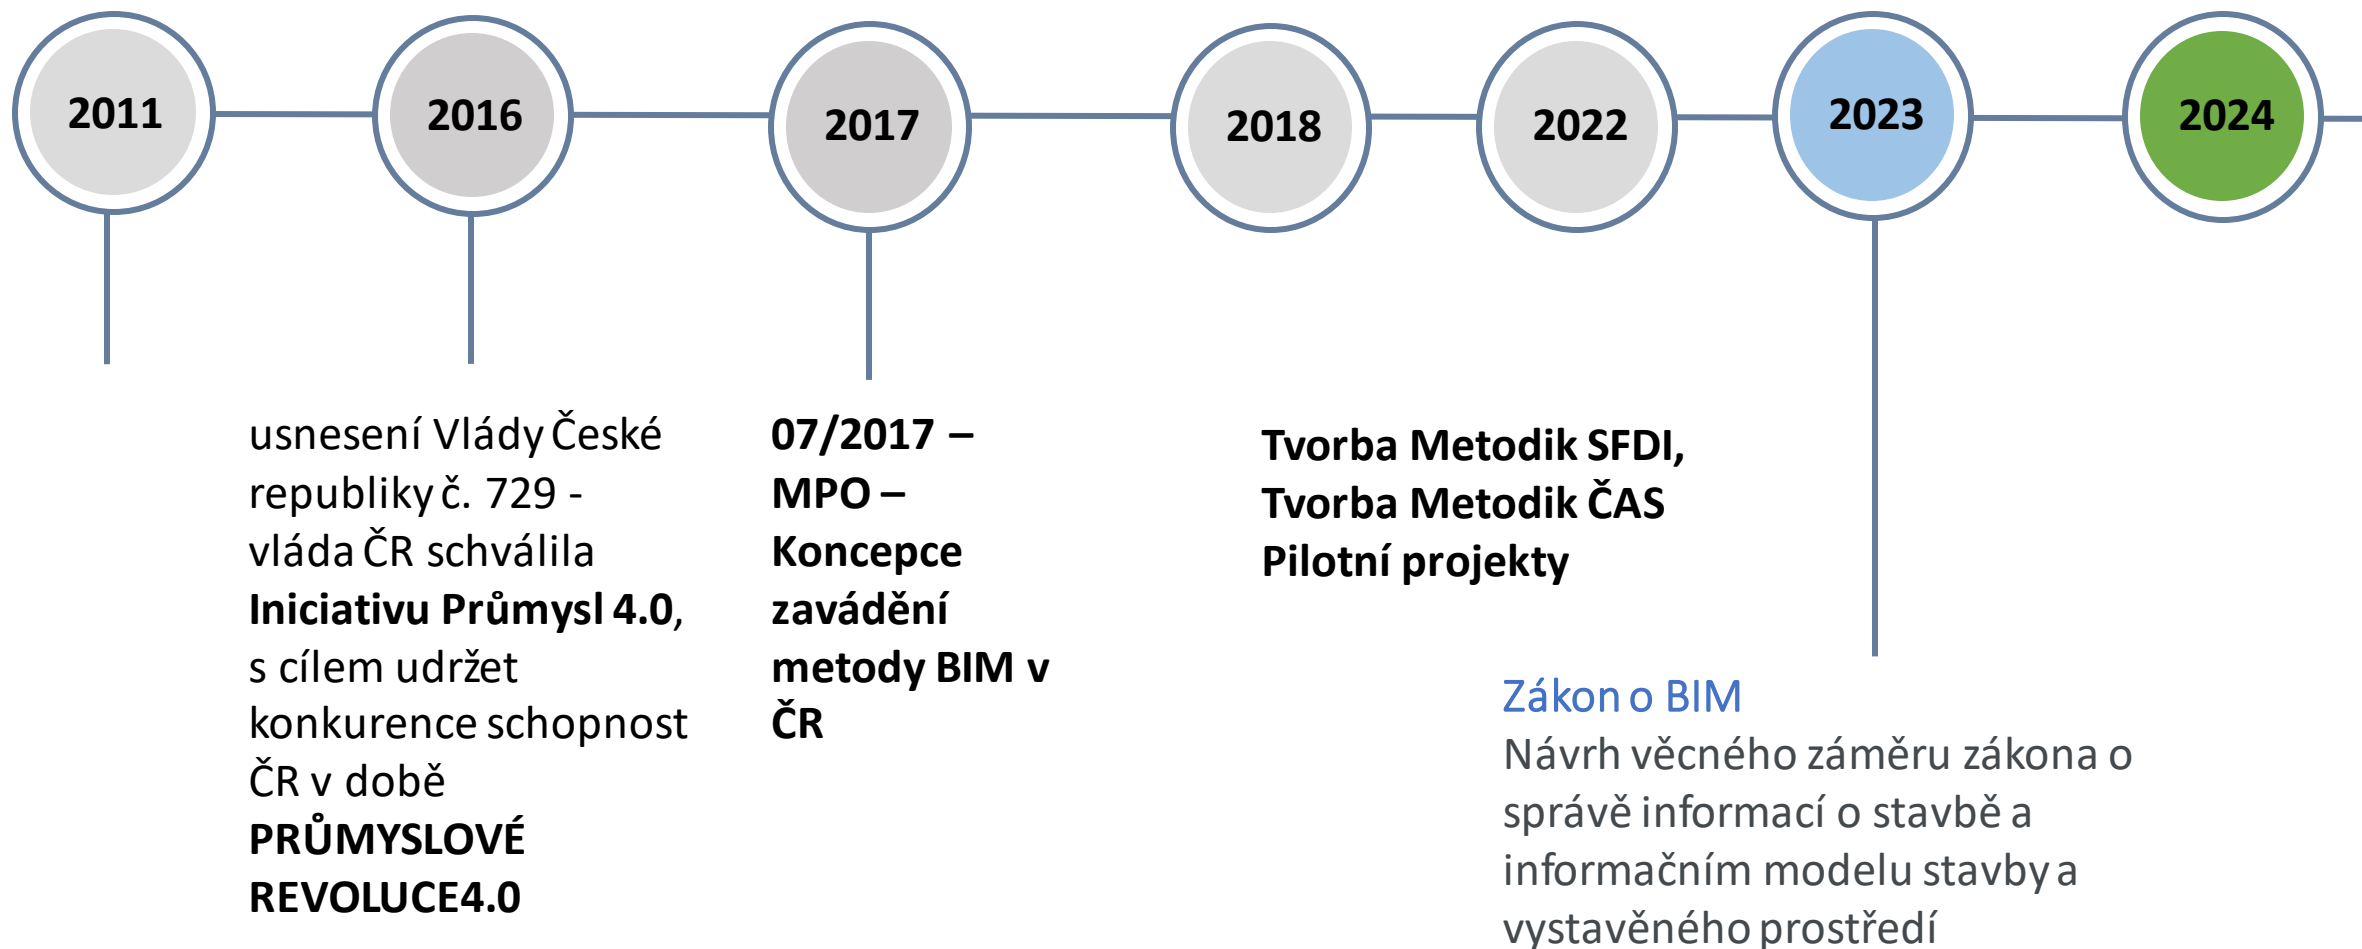 2011
2016
2017
2018
2022
2023
2024
usnesení Vlády České
republiky č. 729 -
vláda ČR schválila
Iniciativu Průmysl 4.0,
s cílem udržet
konkurence schopnost
ČR v době
PRŮMYSLOVÉ
REVOLUCE4.0
07/2017 –
MPO –
Koncepce
zavádění
metody BIM v
ČR
Tvorba Metodik SFDI,
Tvorba Metodik ČAS
Pilotní projekty
Zákon o BIM
Návrh věcného záměru zákona o
správě informací o stavbě a
informačním modelu stavby a
vystavěného prostředí